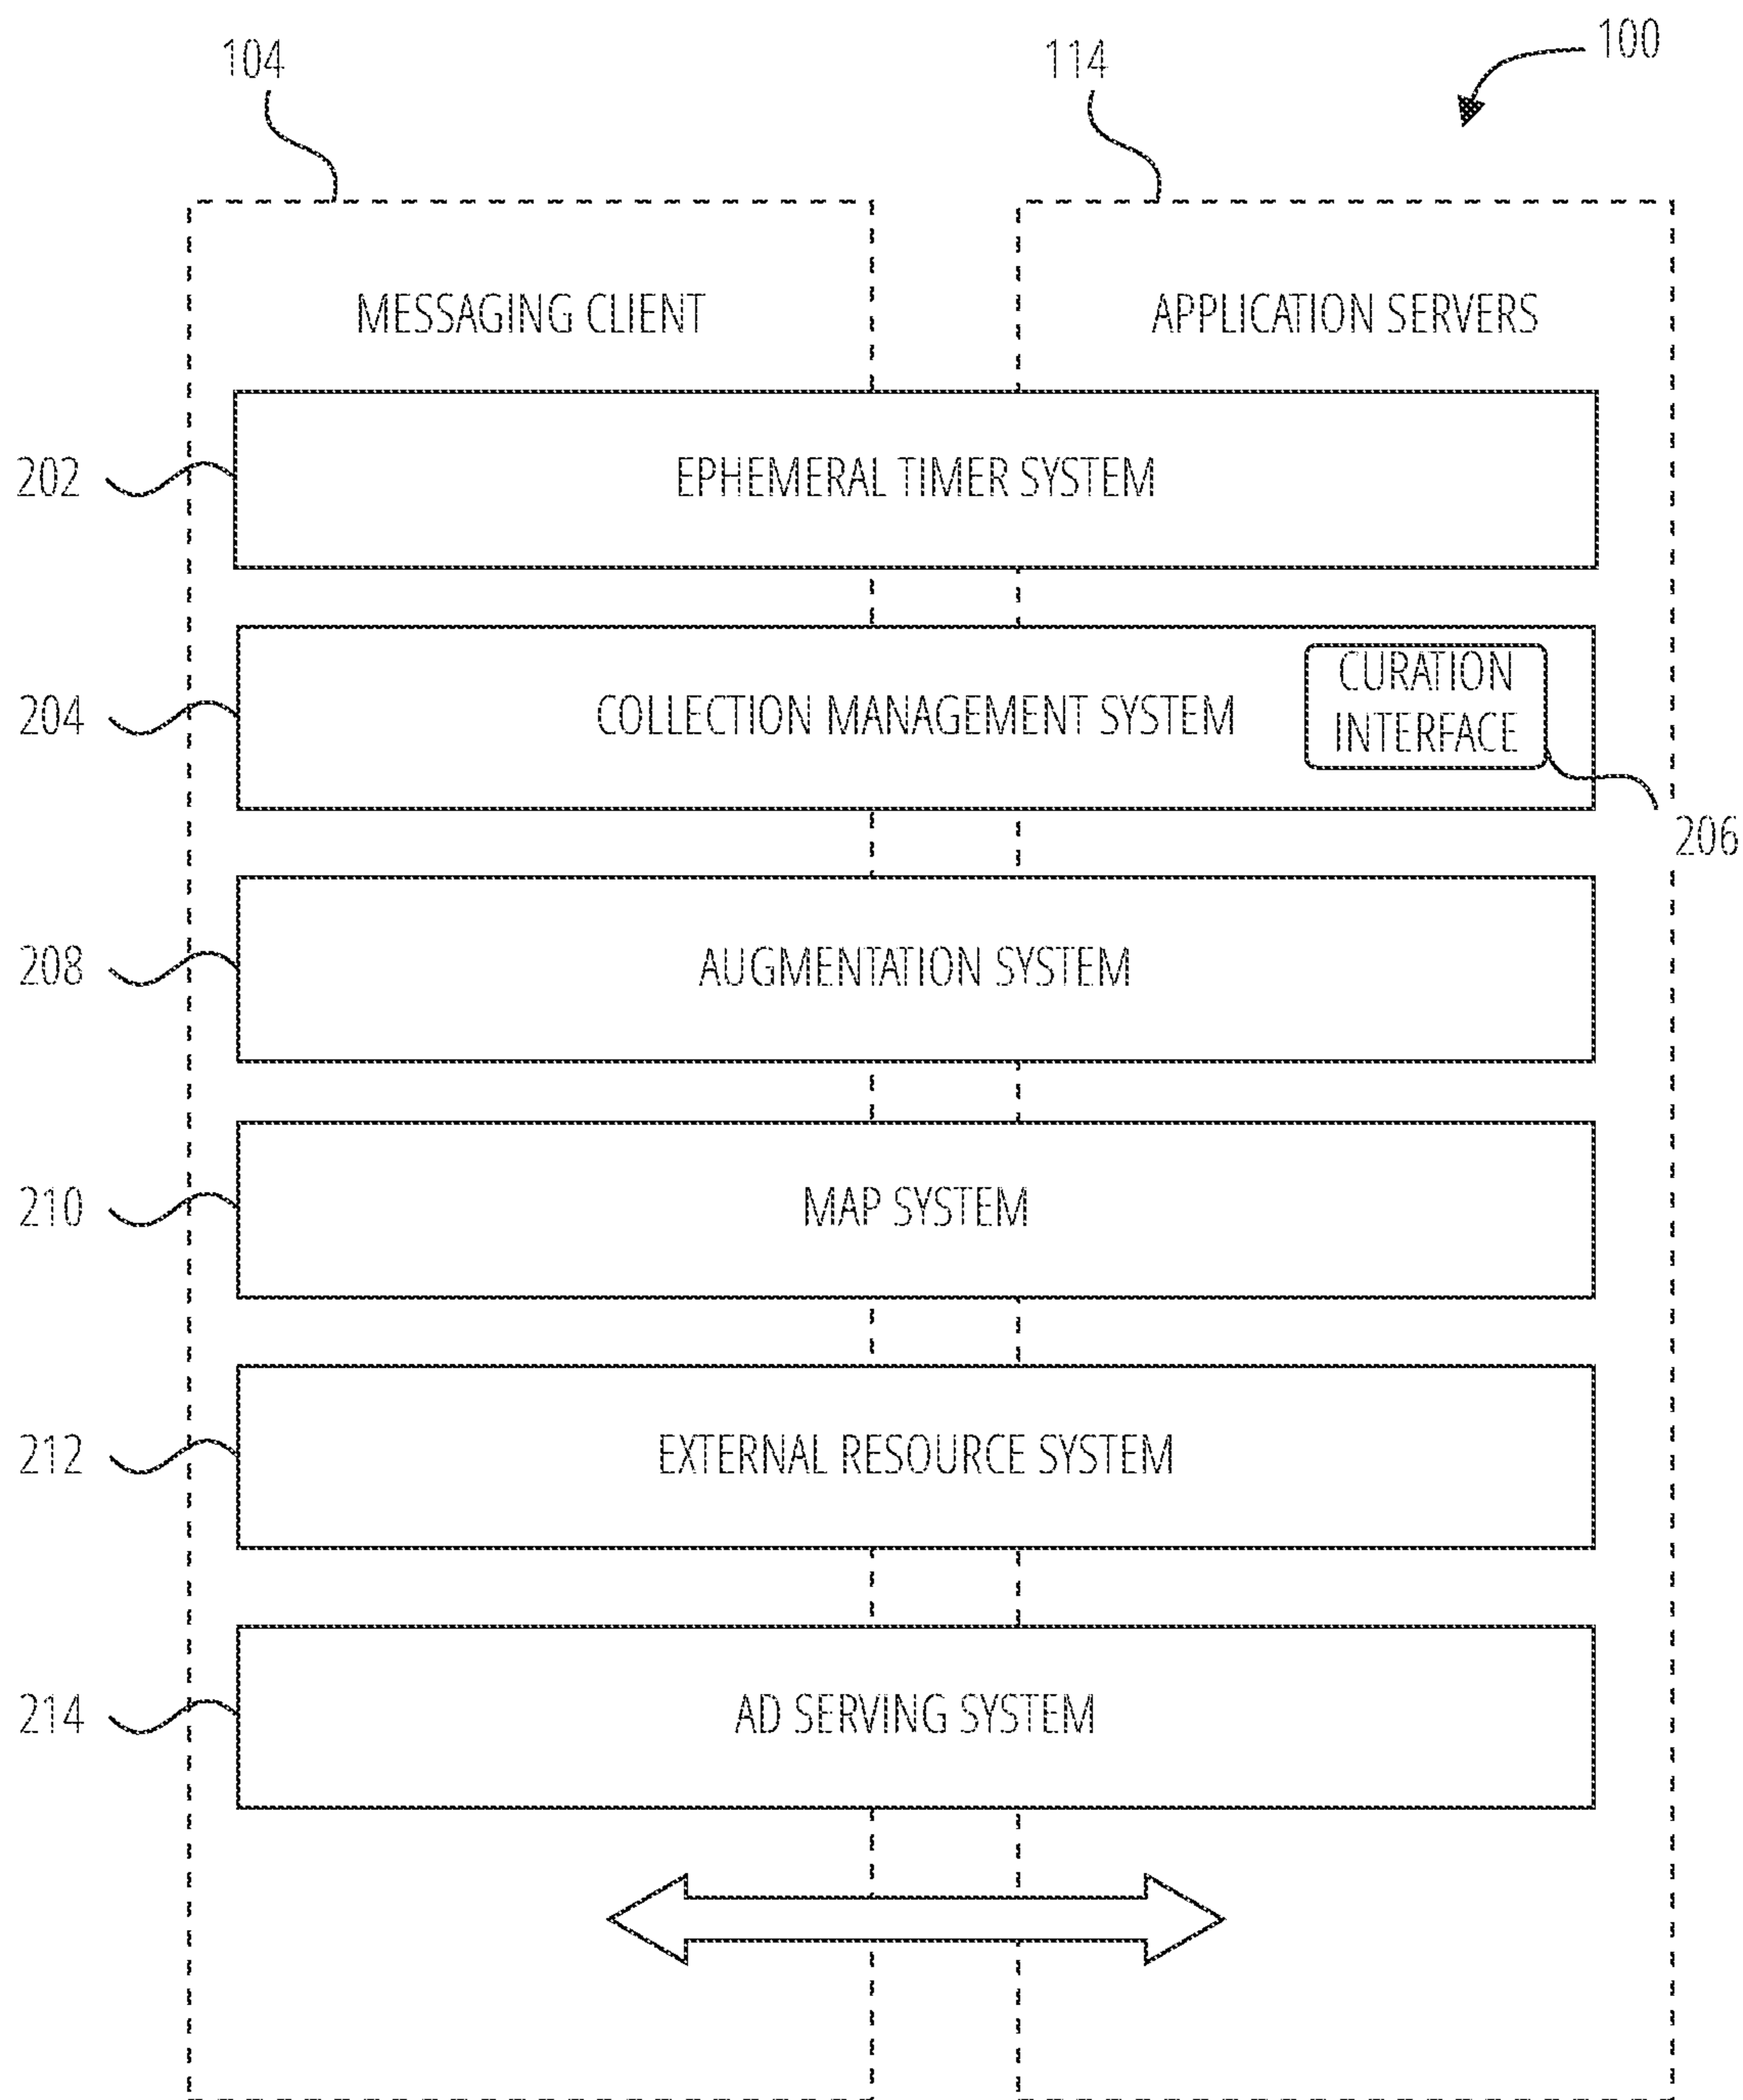 104
114
100
MESSAGING CLIENT
APPLICATION SERVERS
202
EPHEMERAL TIMER SYSTEM
204
COLLECTION MANAGEMENT SYSTEM
CURATION
INTERFACE
206
208
AUGMENTATION SYSTEM
210
MAP SYSTEM
212
EXTERNAL RESOURCE SYSTEM
214
AD SERVING SYSTEM